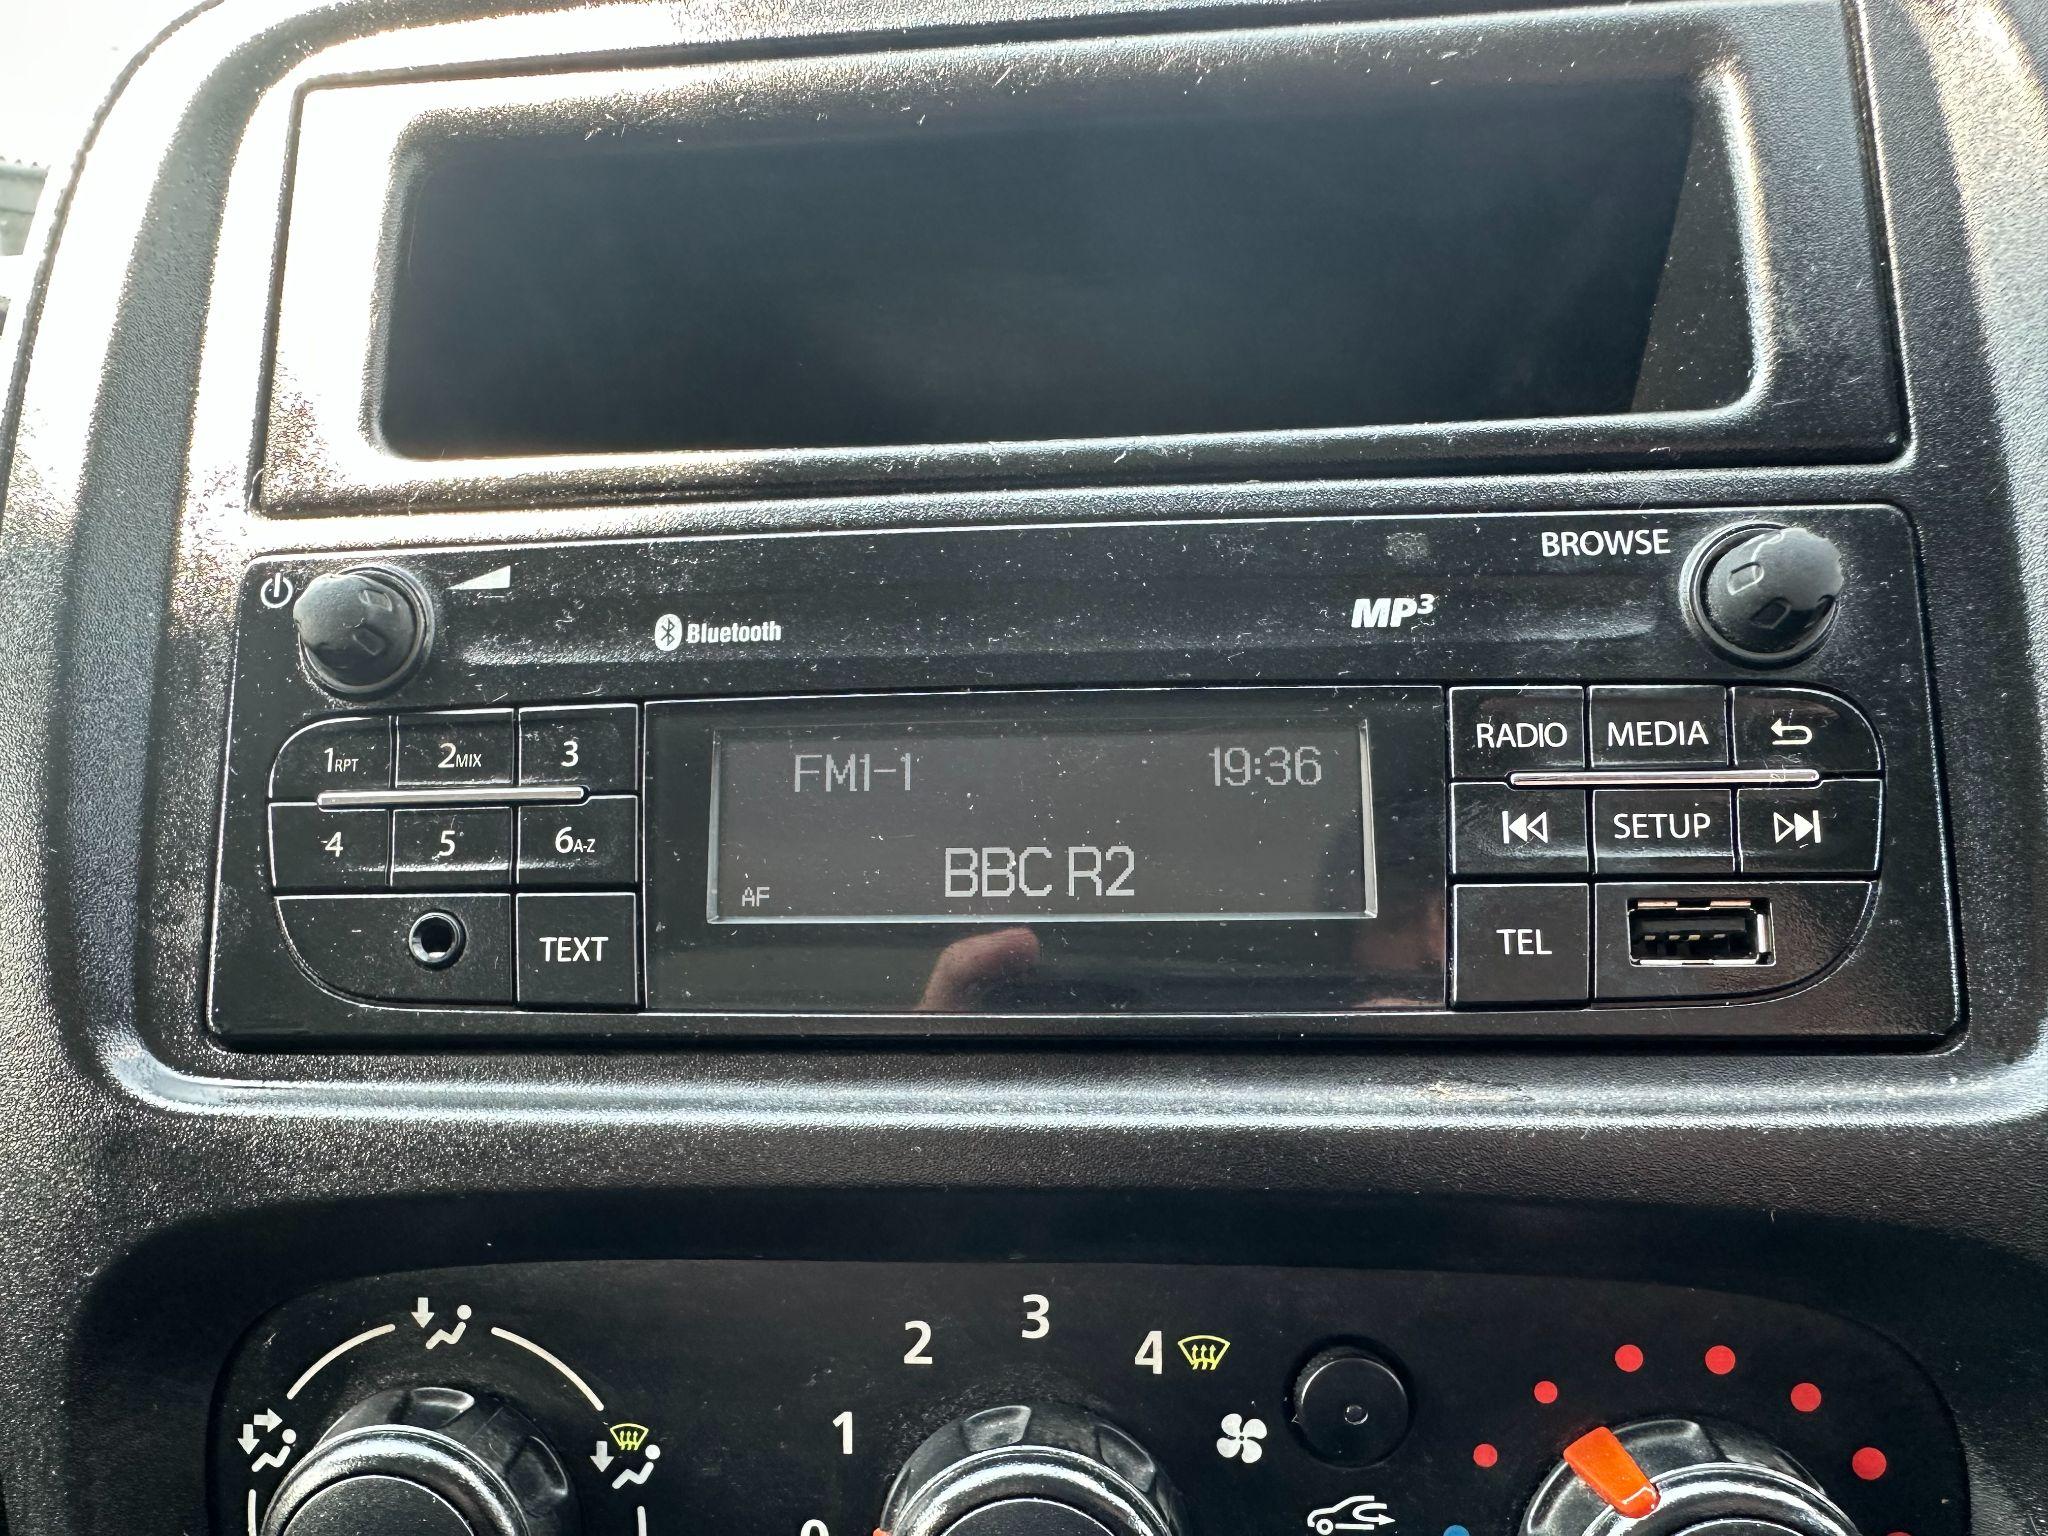 BROWSE
Bluetooth
MP3
1RPT 2MIX 3
FM1-1 19:36
RADIO MEDIA
4 5 6A-Z
BBC R2
SETUP
AF
TEXT
TEL
3
2
4
1
0